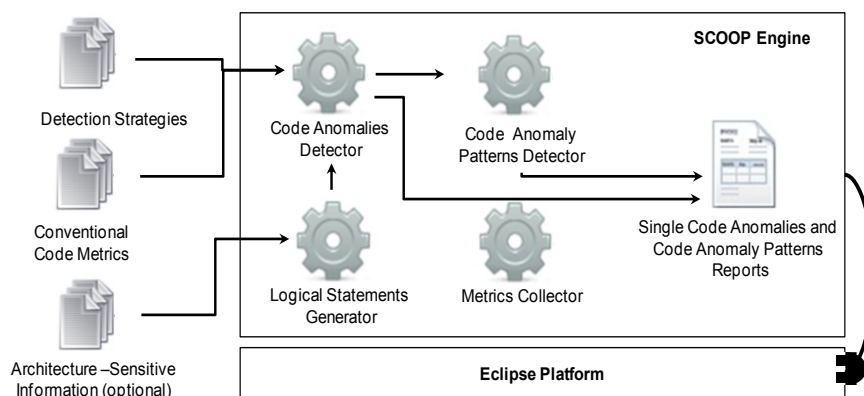 SCOOP Engine
Detection Strategies
Code Anomalies
Detector
Code Anomaly
Patterns Detector
Conventional
Code Metrics
Single Code Anomalies and
Code Anomaly Patterns
Reports
Logical Statements
Generator
Metrics Collector
Architecture –Sensitive
Information (optional)
Eclipse Platform